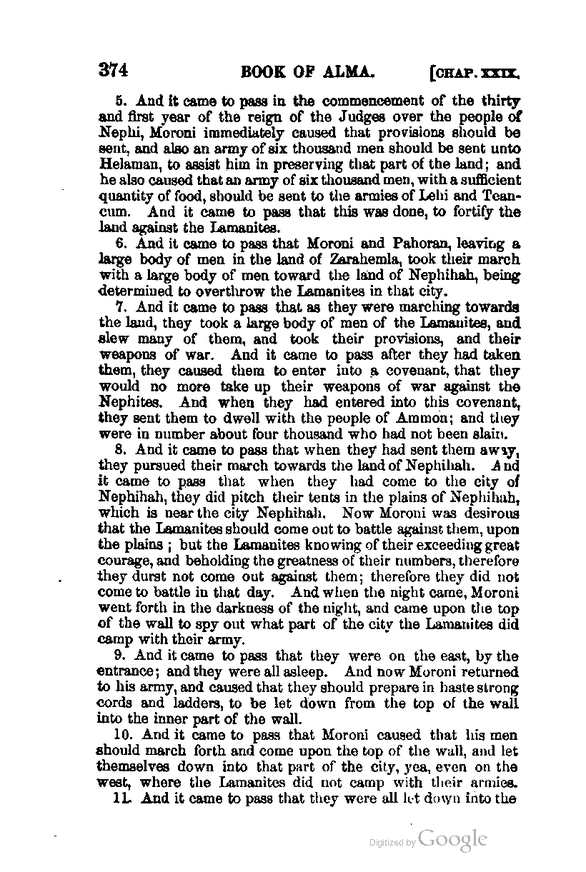 374 BOOK OF ALMA. [CHAP. XXIX.
5. And it came to pass in the commencement of the thirty
and first year of the reign of the Judges over the people of
Nephi, Moroni immediately caused that provisions should be
sent, and also an army of six thousand men should be sent unto
Helaman, to assist him in preserving that part of the land; and
he also caused that an army of six thousand men, with a sufficient
quantity of food, should be sent to the armies of Lehi and Tean-
cum. And it came to pass that this was done, to fortify the
land against the Lamanites.
6. And it came to pass that Moroni and Pahoran, leaving a
large body of men in the land of Zarahemla, took their march
with a large body of men toward the land of Nephihah, being
determined to overthrow the Lamanites in that city.
7. And it came to pass that as they were marching towards
the land, they took a large body of men of the Lamanites, and
slew many of them, and took their provisions, and their
weapons of war. And it came to pass after they had taken
them, they caused them to enter into a covenant, that they
would no more take up their weapons of war against the
Nephites. And when they had entered into this covenant,
they sent them to dwell with the people of Ammon; and they
were in number about four thousand who had not been slain.
8. And it came to pass that when they had sent them away,
they pursued their march towards the land of Nephihah. And
it came to pass that when they had come to the city of
Nephihah, they did pitch their tents in the plains of Nephihah,
which is near the city Nephihah. Now Moroni was desirous
that the Lamanites should come out to battle against them, upon
the plains ; but the Lamanites knowing of their exceeding great
courage, and beholding the greatness of their numbers, therefore
they durst not come out against them; therefore they did not
come to battle in that day. And when the night came, Moroni
went forth in the darkness of the night, and came upon the top
of the wall to spy out what part of the city the Lamanites did
camp with their army.
9. And it came to pass that they were on the east, by the
entrance; and they were all asleep. And now Moroni returned
to his army, and caused that they should prepare in haste strong
cords and ladders, to be let down from the top of the wall
into the inner part of the wall.
10. And it came to pass that Moroni caused that his men
should march forth and come upon the top of the wall, and let
themselves down into that part of the city, yea, even on the
west, where the Lamanites did not camp with their armies.
11. And it came to pass that they were all let down into the
Digitized by Google